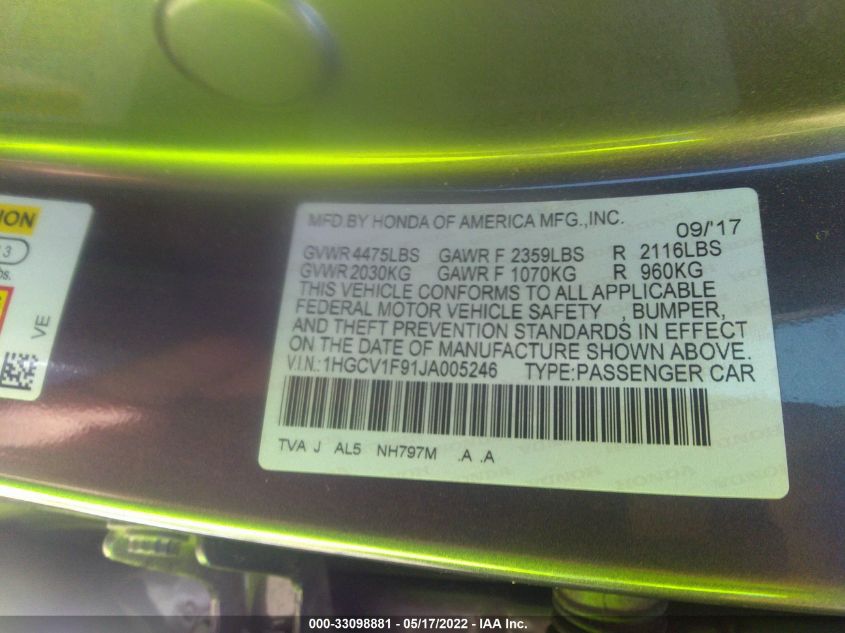 ION
3
bs.
VE
MFD.BY HONDA OF AMERICA MFG.,INC. 09/'17
GVWR 4475LBS GAWR F 2359LBS R 2116LBS
GVWR 2030KG GAWR F 1070KG R 960KG
THIS VEHICLE CONFORMS TO ALL APPLICABLE
FEDERAL MOTOR VEHICLE SAFETY , BUMPER,
AND THEFT PREVENTION STANDARDS IN EFFECT
ON THE DATE OF MANUFACTURE SHOWN ABOVE.
V.I.N.:1HGCV1F91JA005246 TYPE:PASSENGER CAR
TVA J AL5 NH797M .A .A
000-33098881 - 05/17/2022 - IAA Inc.